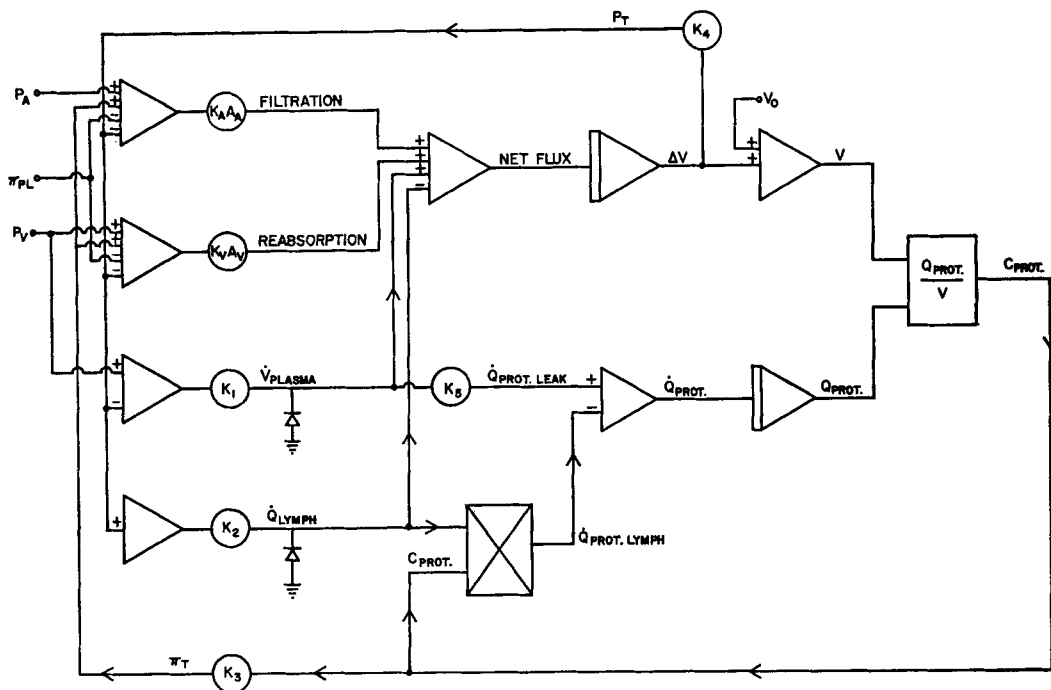 P_T
K_4
P_A
+
+
−
−
K_A A_A
FILTRATION
V_O
+
+
V
π_PL
+
+
+
−
NET FLUX
ΔV
P_V
+
+
−
−
K_V A_V
REABSORPTION
Q_PROT.
V
C_PROT.
+
−
K_1
V̇_PLASMA
K_5
Q̇_PROT. LEAK
+
−
Q̇_PROT.
Q_PROT.
+
K_2
Q̇_LYMPH
C_PROT.
Q̇_PROT. LYMPH
π_T
K_3